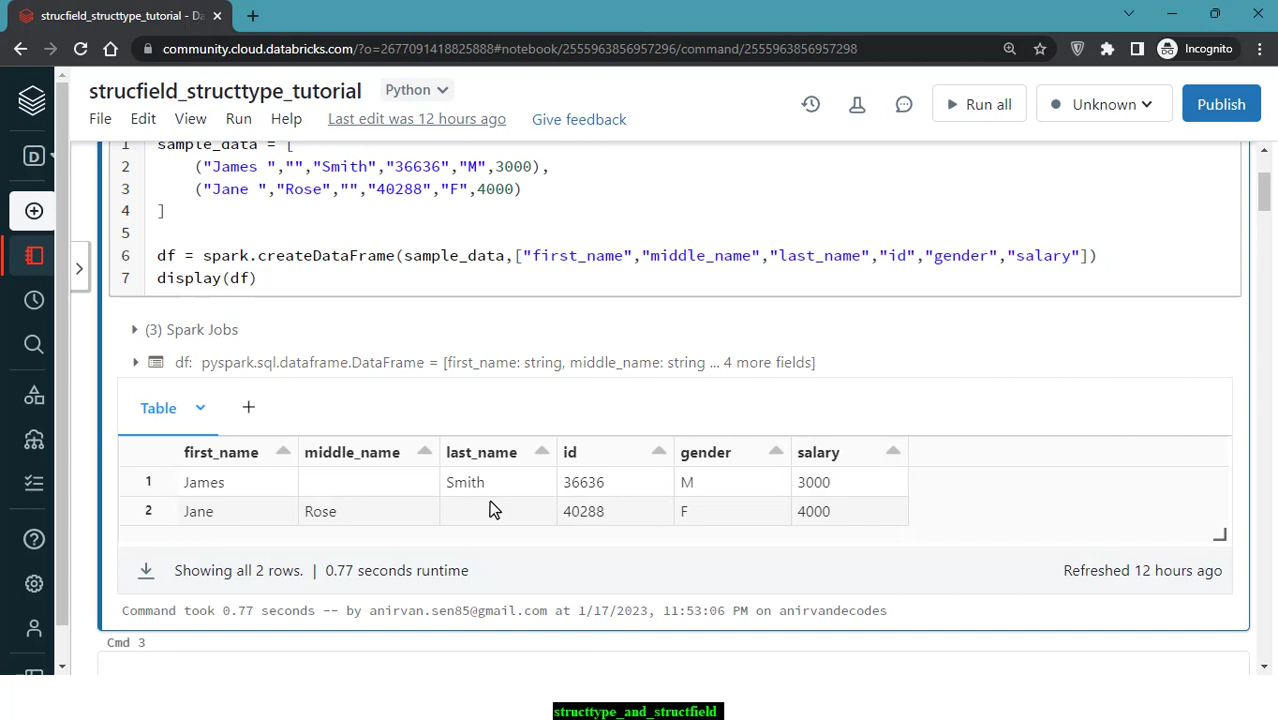 strucfield_structtype_tutorial - Da
community.cloud.databricks.com/?o=2677091418825888#notebook/2555963856957296/command/2555963856957298
Incognito
strucfield_structtype_tutorial
Python
File Edit View Run Help Last edit was 12 hours ago Give feedback
Run all
Unknown
Publish
D
1 sample_data = [
2 ("James ","","Smith","36636","M",3000),
3 ("Jane ","Rose","","40288","F",4000)
4 ]
5
6 df = spark.createDataFrame(sample_data,["first_name","middle_name","last_name","id","gender","salary"])
7 display(df)
(3) Spark Jobs
df: pyspark.sql.dataframe.DataFrame = [first_name: string, middle_name: string ... 4 more fields]
Table +
first_name middle_name last_name id gender salary
1 James Smith 36636 M 3000
2 Jane Rose 40288 F 4000
Showing all 2 rows. | 0.77 seconds runtime
Refreshed 12 hours ago
Command took 0.77 seconds -- by anirvan.sen85@gmail.com at 1/17/2023, 11:53:06 PM on anirvandecodes
Cmd 3
structtype_and_structfield